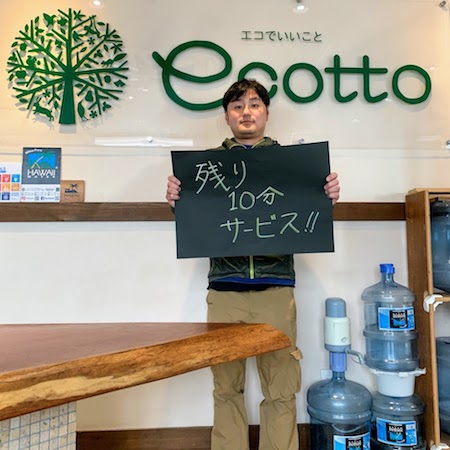 エコでいいこと
ecotto
HAWAII
残り
10分
サービス!!